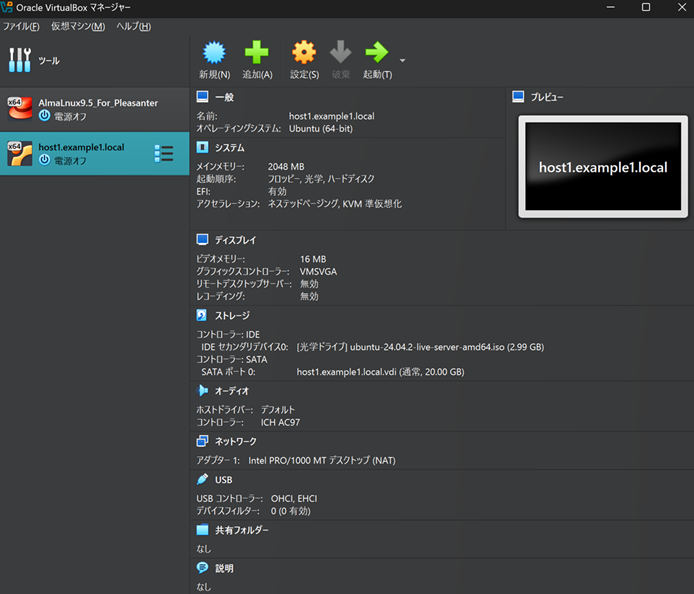 Oracle VirtualBox マネージャー
ファイル(F) 仮想マシン(M) ヘルプ(H)
ツール
新規(N) 追加(A) 設定(S) 破棄 起動(T)
x64 AlmaLnux9.5_For_Pleasanter
電源オフ
x64 host1.example1.local
電源オフ
一般
名前: host1.example1.local
オペレーティングシステム: Ubuntu (64-bit)
システム
メインメモリー: 2048 MB
起動順序: フロッピー, 光学, ハードディスク
EFI: 有効
アクセラレーション: ネステッドページング, KVM 準仮想化
プレビュー
host1.example1.local
ディスプレイ
ビデオメモリー: 16 MB
グラフィックスコントローラー: VMSVGA
リモートデスクトップサーバー: 無効
レコーディング: 無効
ストレージ
コントローラー: IDE
IDE セカンダリデバイス0: [光学ドライブ] ubuntu-24.04.2-live-server-amd64.iso (2.99 GB)
コントローラー: SATA
SATA ポート 0: host1.example1.local.vdi (通常, 20.00 GB)
オーディオ
ホストドライバー: デフォルト
コントローラー: ICH AC97
ネットワーク
アダプター 1: Intel PRO/1000 MT デスクトップ (NAT)
USB
USB コントローラー: OHCI, EHCI
デバイスフィルター: 0 (0 有効)
共有フォルダー
なし
説明
なし